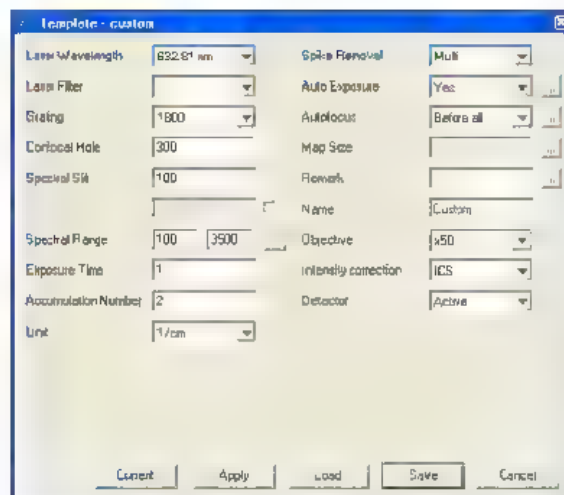 Template - custom
Laser Wavelength 632.81 nm Spike Removal Multi
Laser Filter Auto Exposure Yes ...
Grating 1800 Autofocus Before all ...
Confocal Hole 300 Map Size ...
Spectral Slit 100 Remark ...
Name Custom
Spectral Range 100 3500 ... Objective x50
Exposure Time 1 Intensity correction ICS
Accumulation Number 2 Detector Active
Unit 1/cm
Current Apply Load Save Cancel